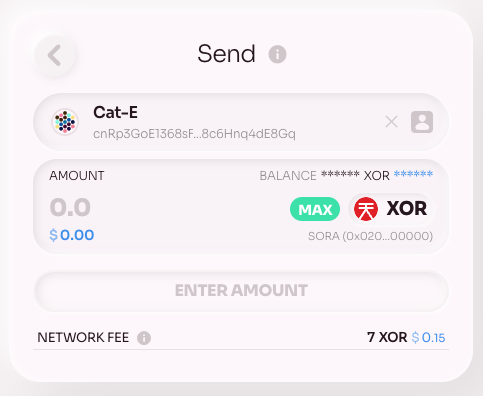 Send
Cat-E
cnRp3GoE1368sF...8c6Hnq4dE8Gq
AMOUNT
BALANCE ****** XOR ******
0.0
MAX
XOR
$0.00
SORA (0x020...00000)
ENTER AMOUNT
NETWORK FEE
7 XOR $0.15